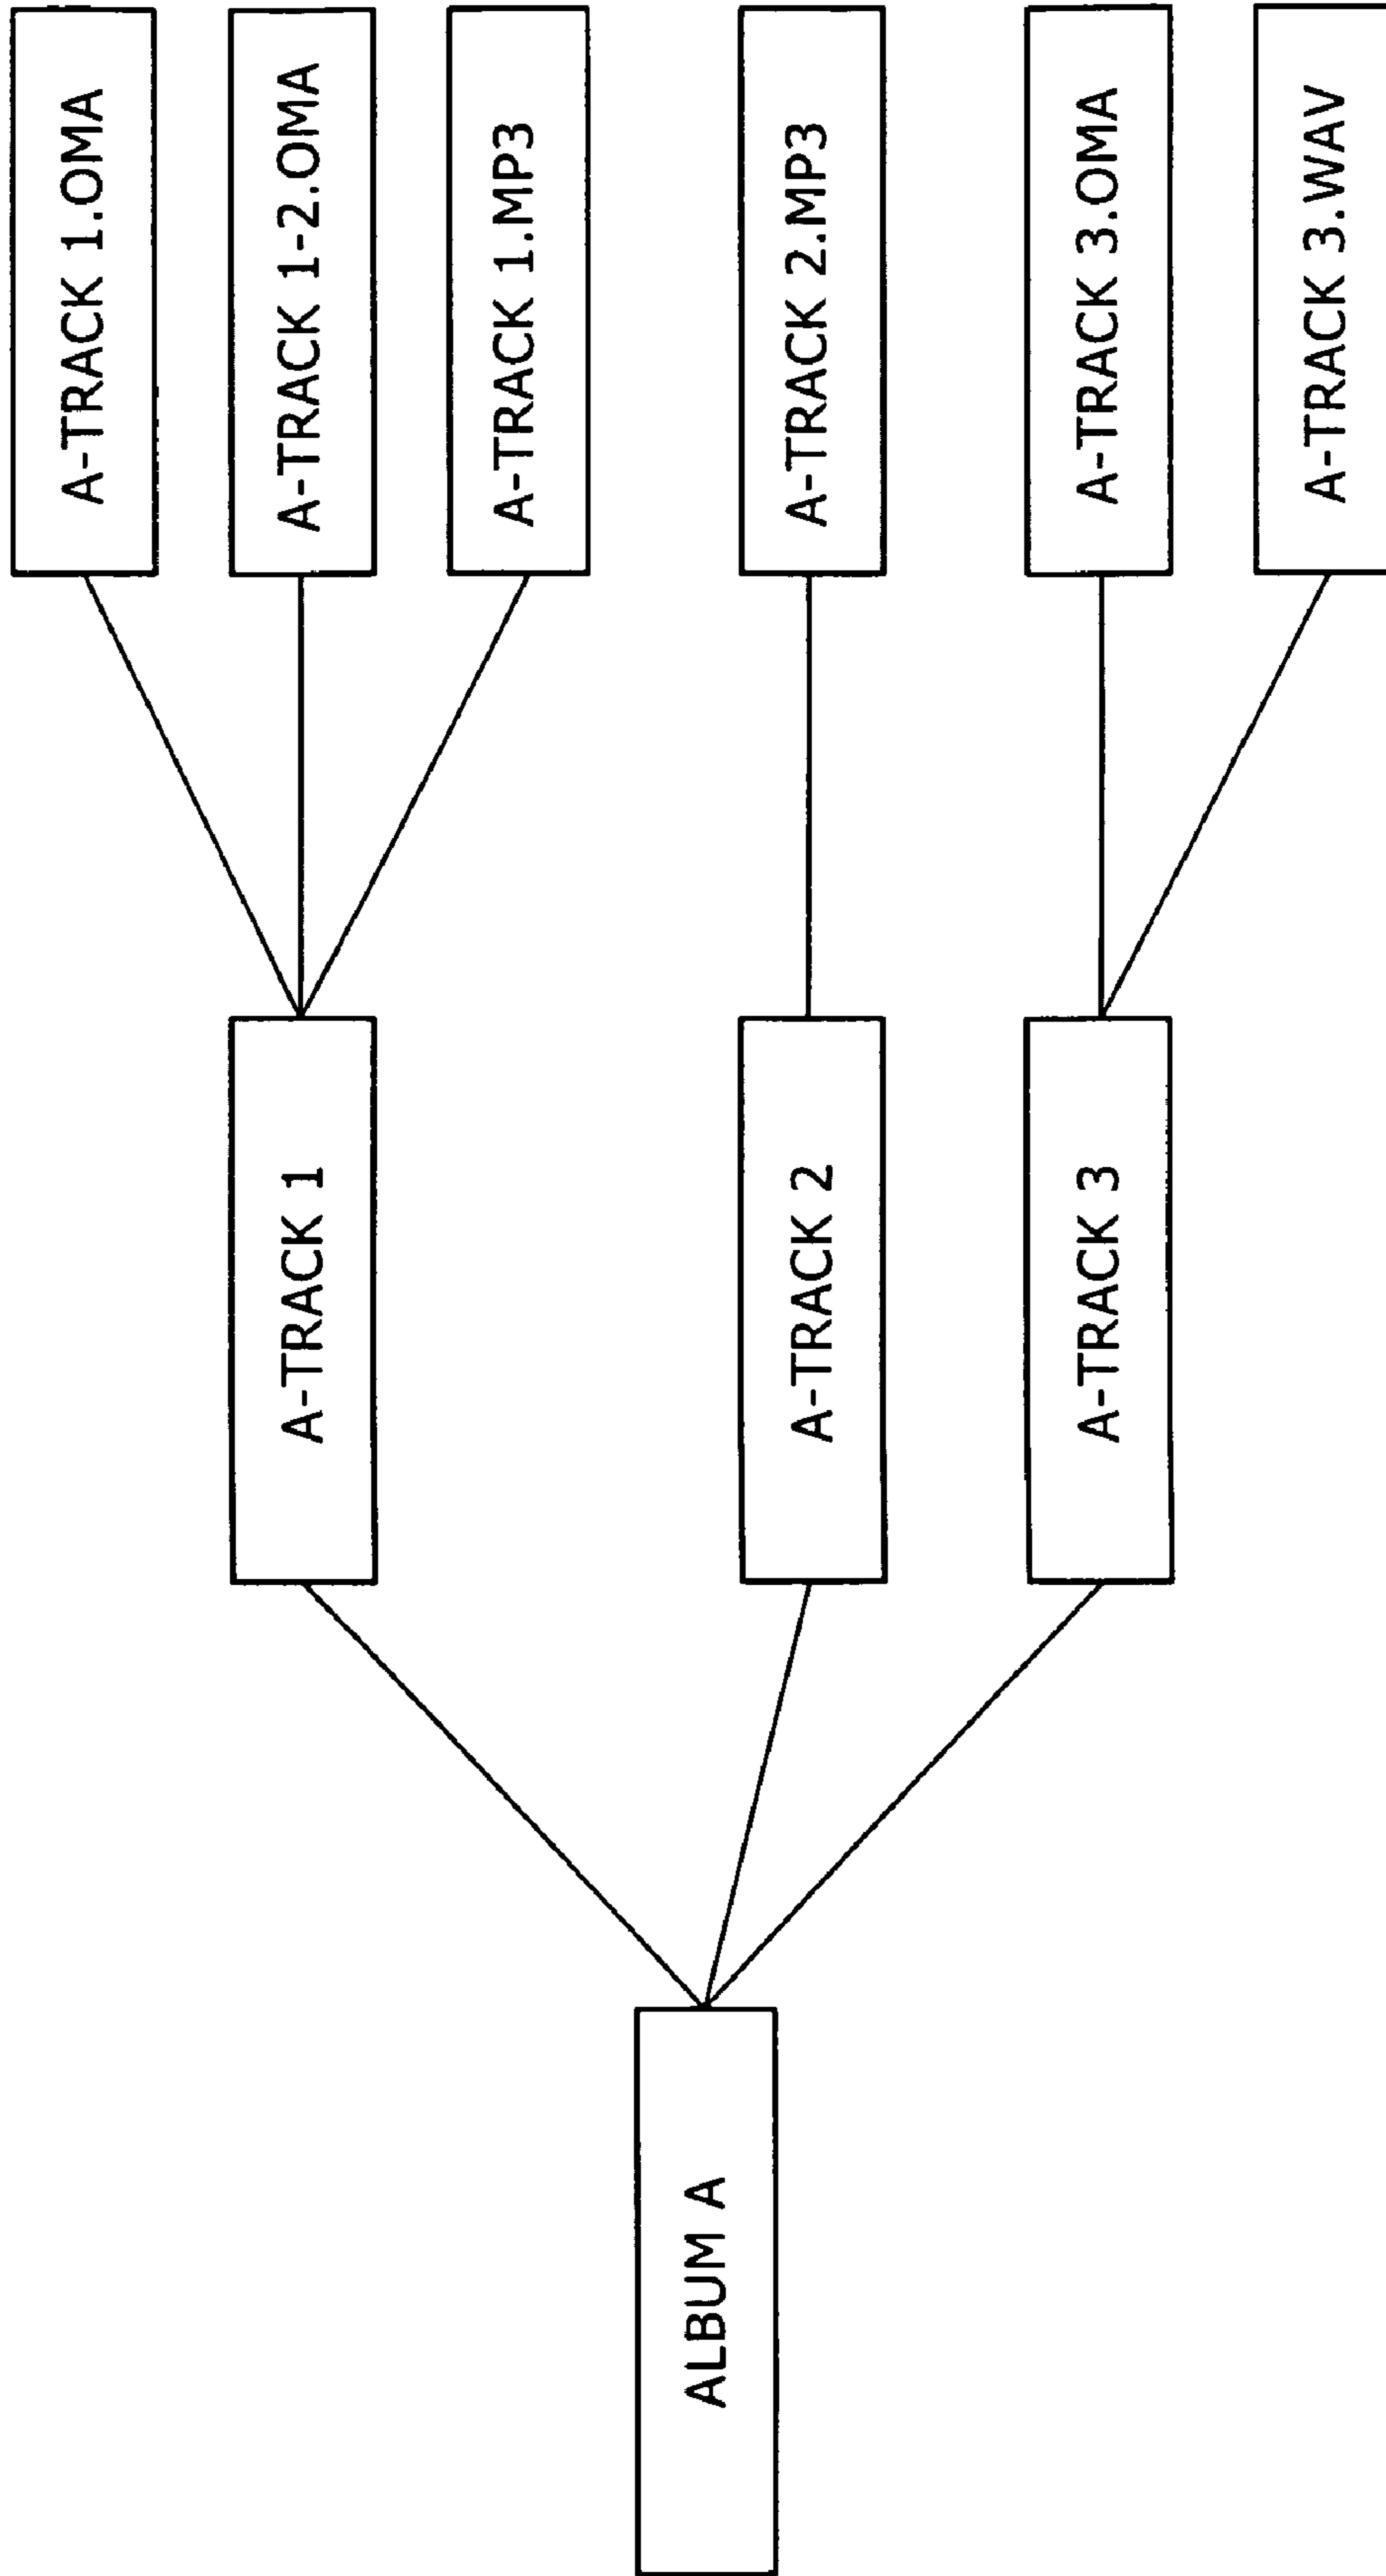 ALBUM A
A-TRACK 1
A-TRACK 2
A-TRACK 3
A-TRACK 1.OMA
A-TRACK 1-2.OMA
A-TRACK 1.MP3
A-TRACK 2.MP3
A-TRACK 3.OMA
A-TRACK 3.WAV